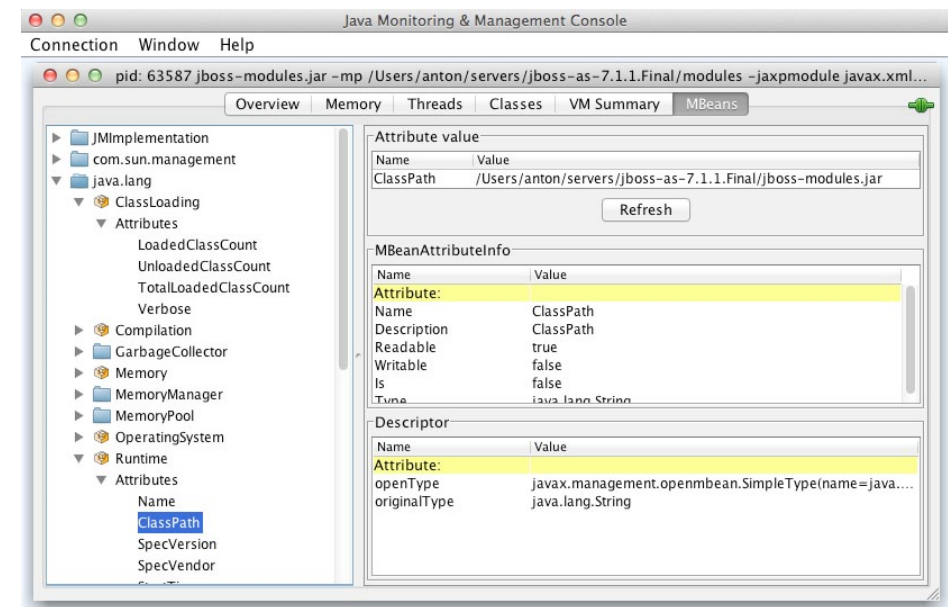 Java Monitoring & Management Console
Connection Window Help
pid: 63587 jboss-modules.jar -mp /Users/anton/servers/jboss-as-7.1.1.Final/modules -jaxpmodule javax.xml...
Overview Memory Threads Classes VM Summary MBeans
JMImplementation
com.sun.management
java.lang
ClassLoading
Attributes
LoadedClassCount
UnloadedClassCount
TotalLoadedClassCount
Verbose
Compilation
GarbageCollector
Memory
MemoryManager
MemoryPool
OperatingSystem
Runtime
Attributes
Name
ClassPath
SpecVersion
SpecVendor
Attribute value
Name Value
ClassPath /Users/anton/servers/jboss-as-7.1.1.Final/jboss-modules.jar
Refresh
MBeanAttributeInfo
Name Value
Attribute:
Name ClassPath
Description ClassPath
Readable true
Writable false
Is false
Type java.lang.String
Descriptor
Name Value
Attribute:
openType javax.management.openmbean.SimpleType(name=java....
originalType java.lang.String